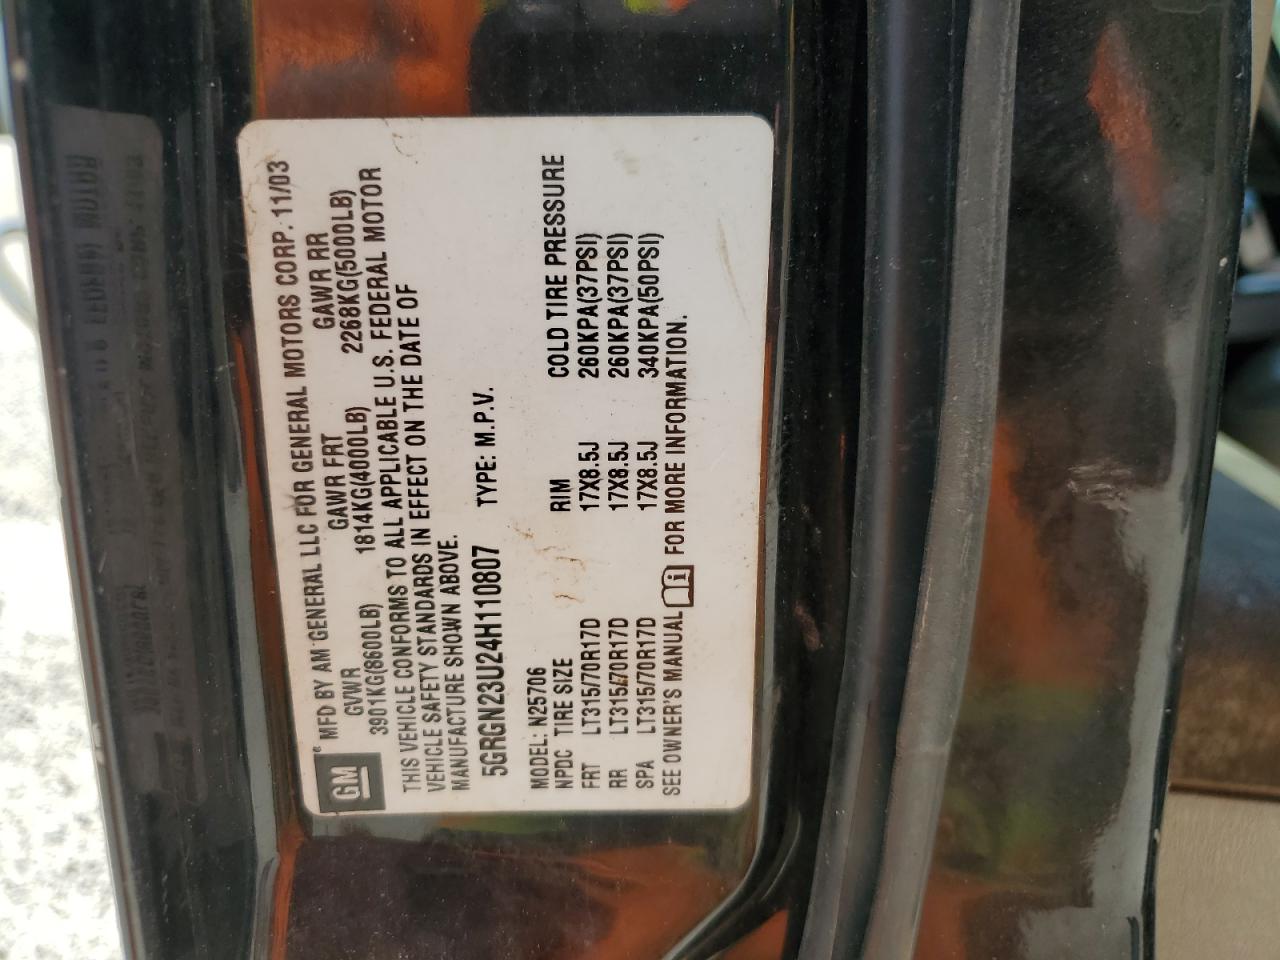 GM
® MFD BY AM GENERAL LLC FOR GENERAL MOTORS CORP. 11/03
GVWR GAWR FRT GAWR RR
3901KG(8600LB) 1814KG(4000LB) 2268KG(5000LB)
THIS VEHICLE CONFORMS TO ALL APPLICABLE U.S. FEDERAL MOTOR
VEHICLE SAFETY STANDARDS IN EFFECT ON THE DATE OF
MANUFACTURE SHOWN ABOVE.
5GRGN23U24H110807 TYPE: M.P.V.
MODEL: N25706
NPDC TIRE SIZE RIM COLD TIRE PRESSURE
FRT LT315/70R17D 17X8.5J 260KPA(37PSI)
RR LT315/70R17D 17X8.5J 260KPA(37PSI)
SPA LT315/70R17D 17X8.5J 340KPA(50PSI)
SEE OWNER'S MANUAL FOR MORE INFORMATION.